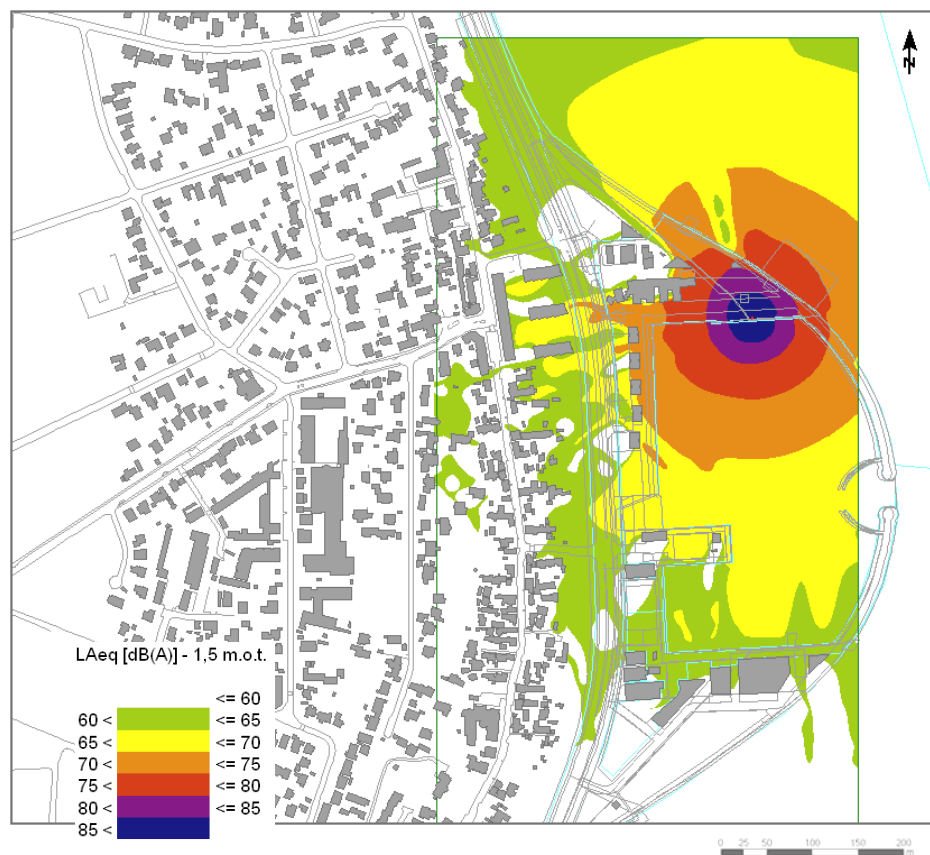 N
LAeq [dB(A)] - 1,5 m.o.t.
<= 60
60 < <= 65
65 < <= 70
70 < <= 75
75 < <= 80
80 < <= 85
85 <
0 25 50 100 150 200
m